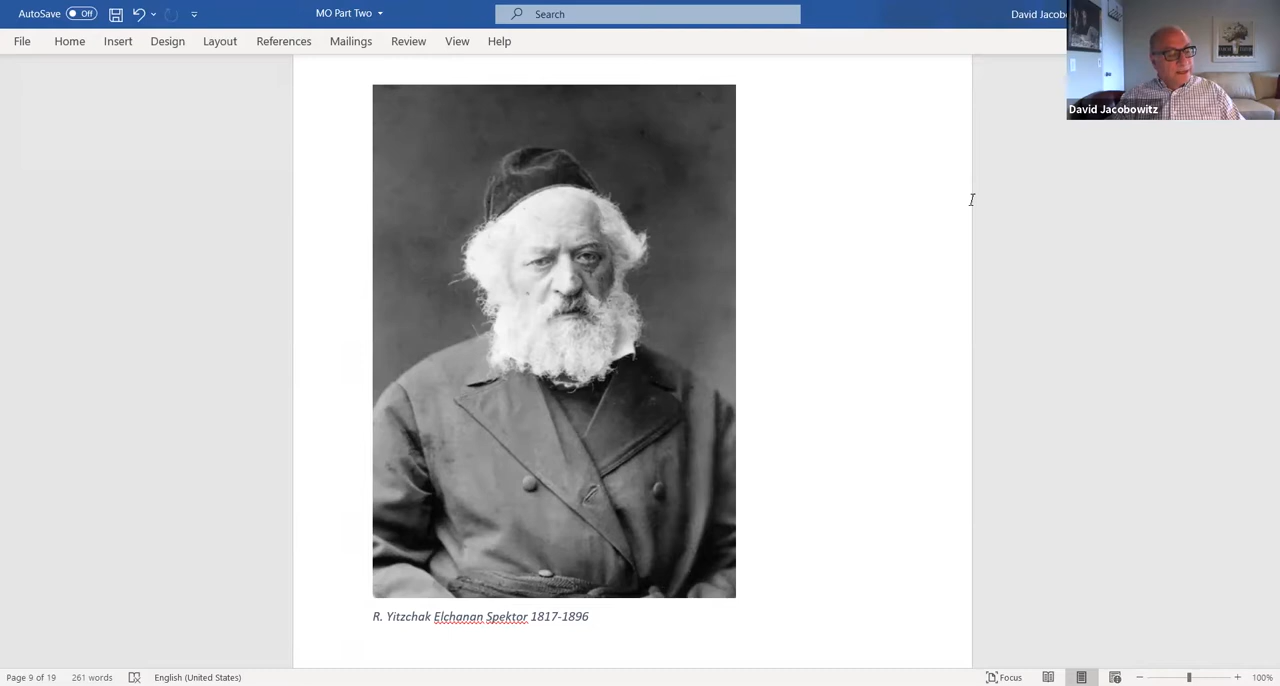 AutoSave Off MO Part Two Search David Jacob
File Home Insert Design Layout References Mailings Review View Help
David Jacobowitz
R. Yitzchak Elchanan Spektor 1817-1896
Page 9 of 19 261 words English (United States) Focus 100%